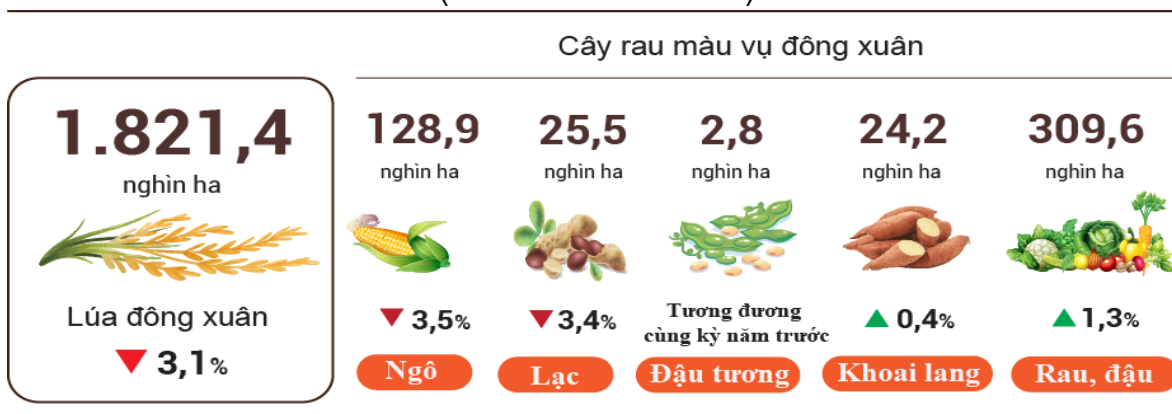 Cây rau màu vụ đông xuân
1.821,4
nghìn ha
Lúa đông xuân
▼ 3,1%
128,9
nghìn ha
▼ 3,5%
Ngô
25,5
nghìn ha
▼ 3,4%
Lạc
2,8
nghìn ha
Tương đương
cùng kỳ năm trước
Đậu tương
24,2
nghìn ha
▲ 0,4%
Khoai lang
309,6
nghìn ha
▲ 1,3%
Rau, đậu